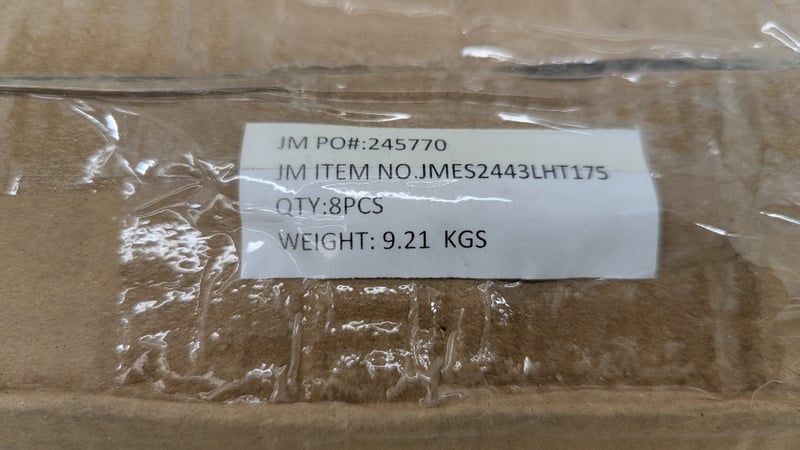 JM PO#:245770
JM ITEM NO.JMES2443LHT175
QTY:8PCS
WEIGHT: 9.21 KGS